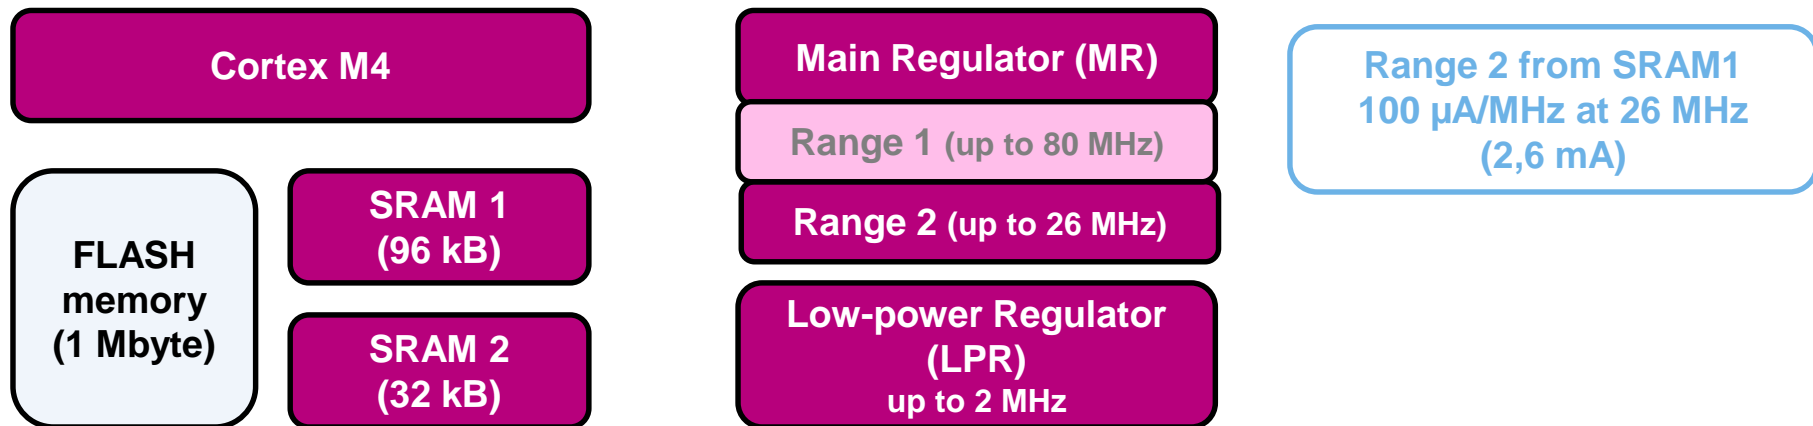 Cortex M4
FLASH
memory
(1 Mbyte)
SRAM 1
(96 kB)
SRAM 2
(32 kB)
Main Regulator (MR)
Range 1 (up to 80 MHz)
Range 2 (up to 26 MHz)
Low-power Regulator
(LPR)
up to 2 MHz
Range 2 from SRAM1
100 µA/MHz at 26 MHz
(2,6 mA)